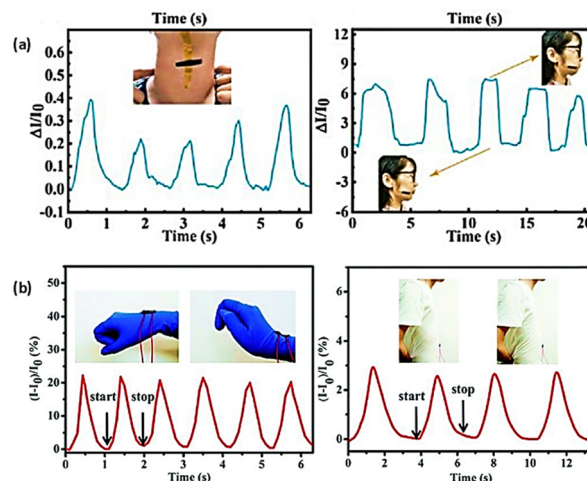 Time (s) Time (s)
(a)
ΔI/I0
0.6
0.5
0.4
0.3
0.2
0.1
0.0
-0.1
0 1 2 3 4 5 6
Time (s)
ΔI/I0
12
9
6
3
0
-3
-6
0 5 10 15 20
Time (s)
(b)
(I-I0)/I0 (%)
50
40
30
20
10
0
start stop
0 1 2 3 4 5 6
Time (s)
(I-I0)/I0 (%)
6
4
2
0
start stop
0 2 4 6 8 10 12
Time (s)